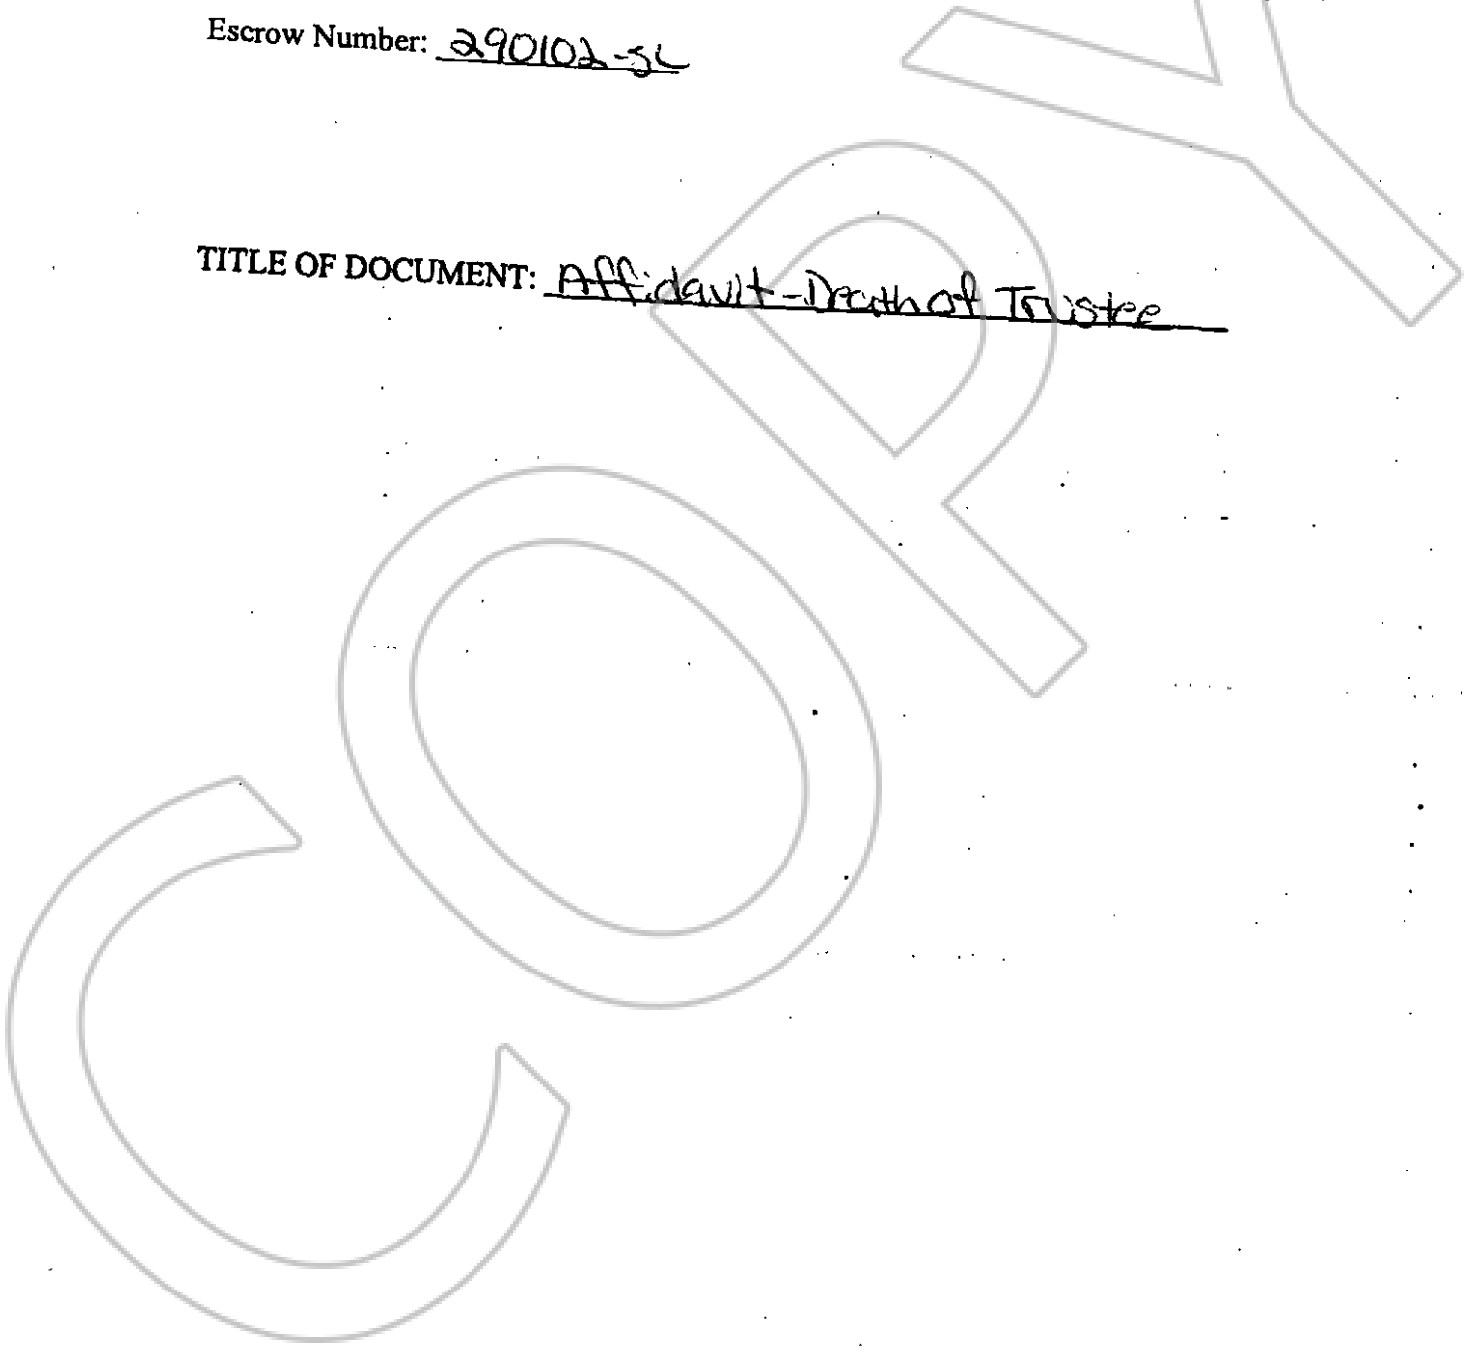 Escrow Number: 290102-SL
TITLE OF DOCUMENT: Affidavit-Death of Trustee
COPY